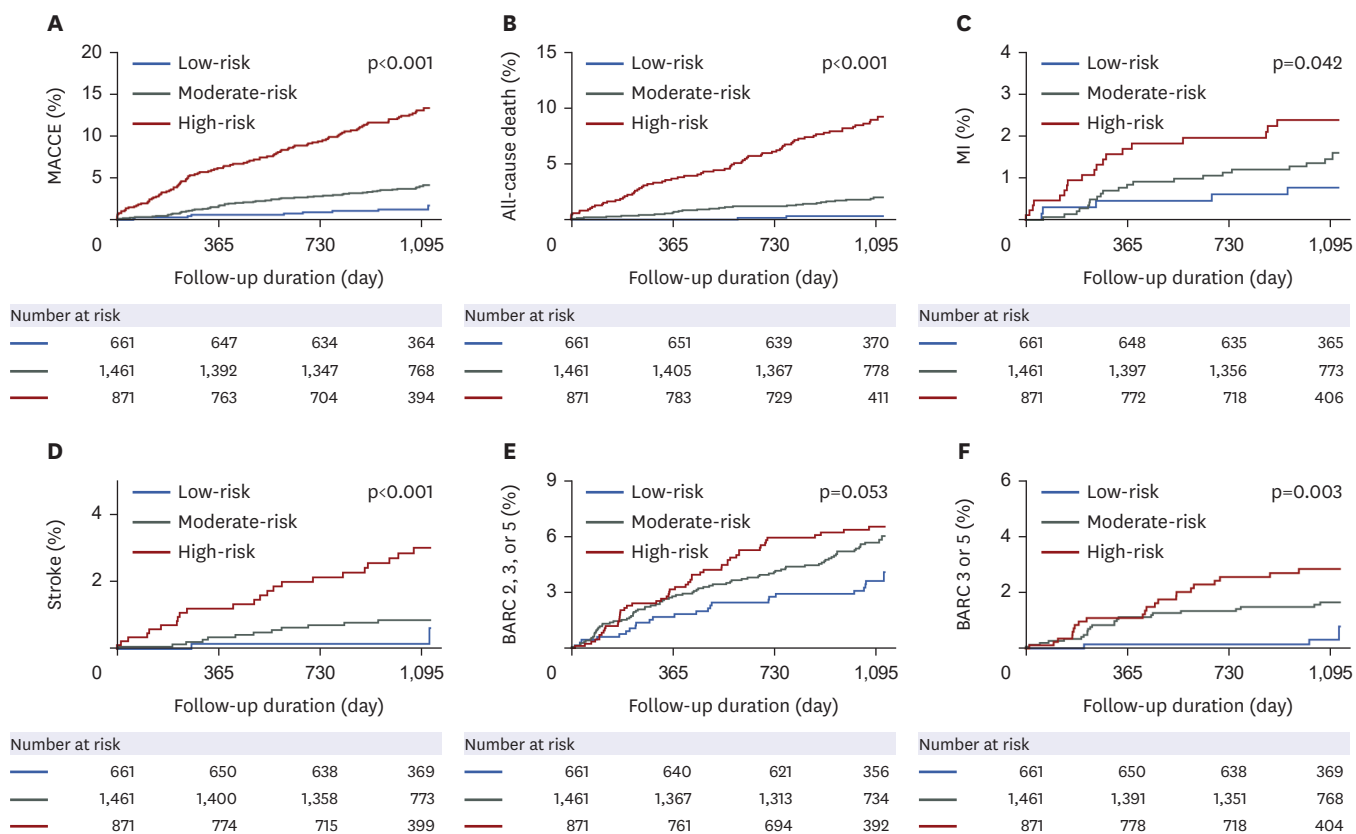 A
MACCE (%)
20
15
10
5
0
365
730
1,095
Low-risk
Moderate-risk
High-risk
p<0.001
Follow-up duration (day)
Number at risk
661 647 634 364
1,461 1,392 1,347 768
871 763 704 394
B
All-cause death (%)
15
10
5
0
365
730
1,095
Low-risk
Moderate-risk
High-risk
p<0.001
Follow-up duration (day)
Number at risk
661 651 639 370
1,461 1,405 1,367 778
871 783 729 411
C
MI (%)
4
3
2
1
0
365
730
1,095
Low-risk
Moderate-risk
High-risk
p=0.042
Follow-up duration (day)
Number at risk
661 648 635 365
1,461 1,397 1,356 773
871 772 718 406
D
Stroke (%)
4
2
0
365
730
1,095
Low-risk
Moderate-risk
High-risk
p<0.001
Follow-up duration (day)
Number at risk
661 650 638 369
1,461 1,400 1,358 773
871 774 715 399
E
BARC 2, 3, or 5 (%)
9
6
3
0
365
730
1,095
Low-risk
Moderate-risk
High-risk
p=0.053
Follow-up duration (day)
Number at risk
661 640 621 356
1,461 1,367 1,313 734
871 761 694 392
F
BARC 3 or 5 (%)
6
4
2
0
365
730
1,095
Low-risk
Moderate-risk
High-risk
p=0.003
Follow-up duration (day)
Number at risk
661 650 638 369
1,461 1,391 1,351 768
871 778 718 404